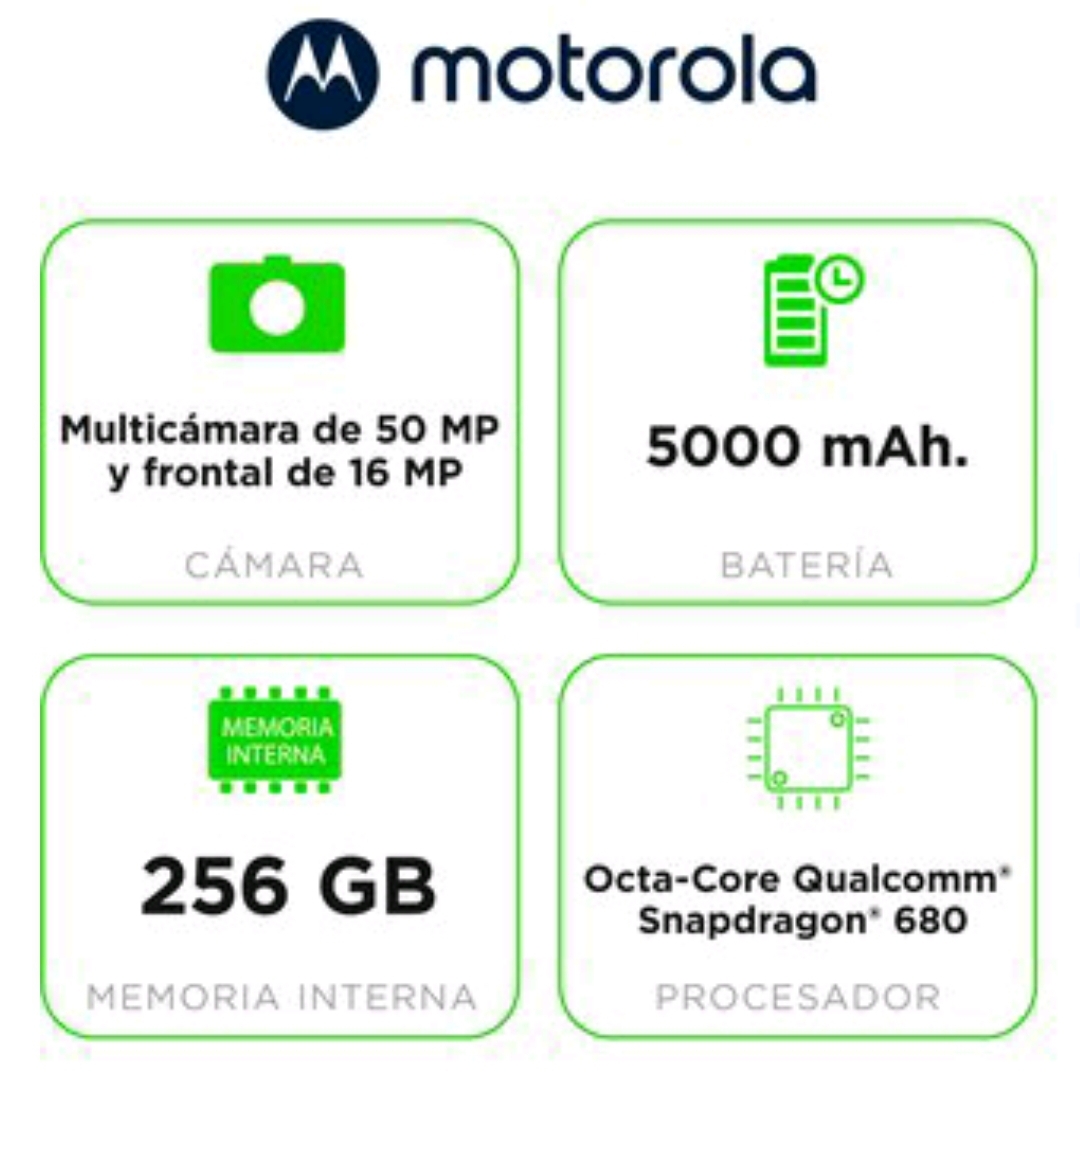 motorola
Multicámara de 50 MP
y frontal de 16 MP
CÁMARA
5000 mAh.
BATERÍA
MEMORIA
INTERNA
256 GB
MEMORIA INTERNA
Octa-Core Qualcomm®
Snapdragon® 680
PROCESADOR